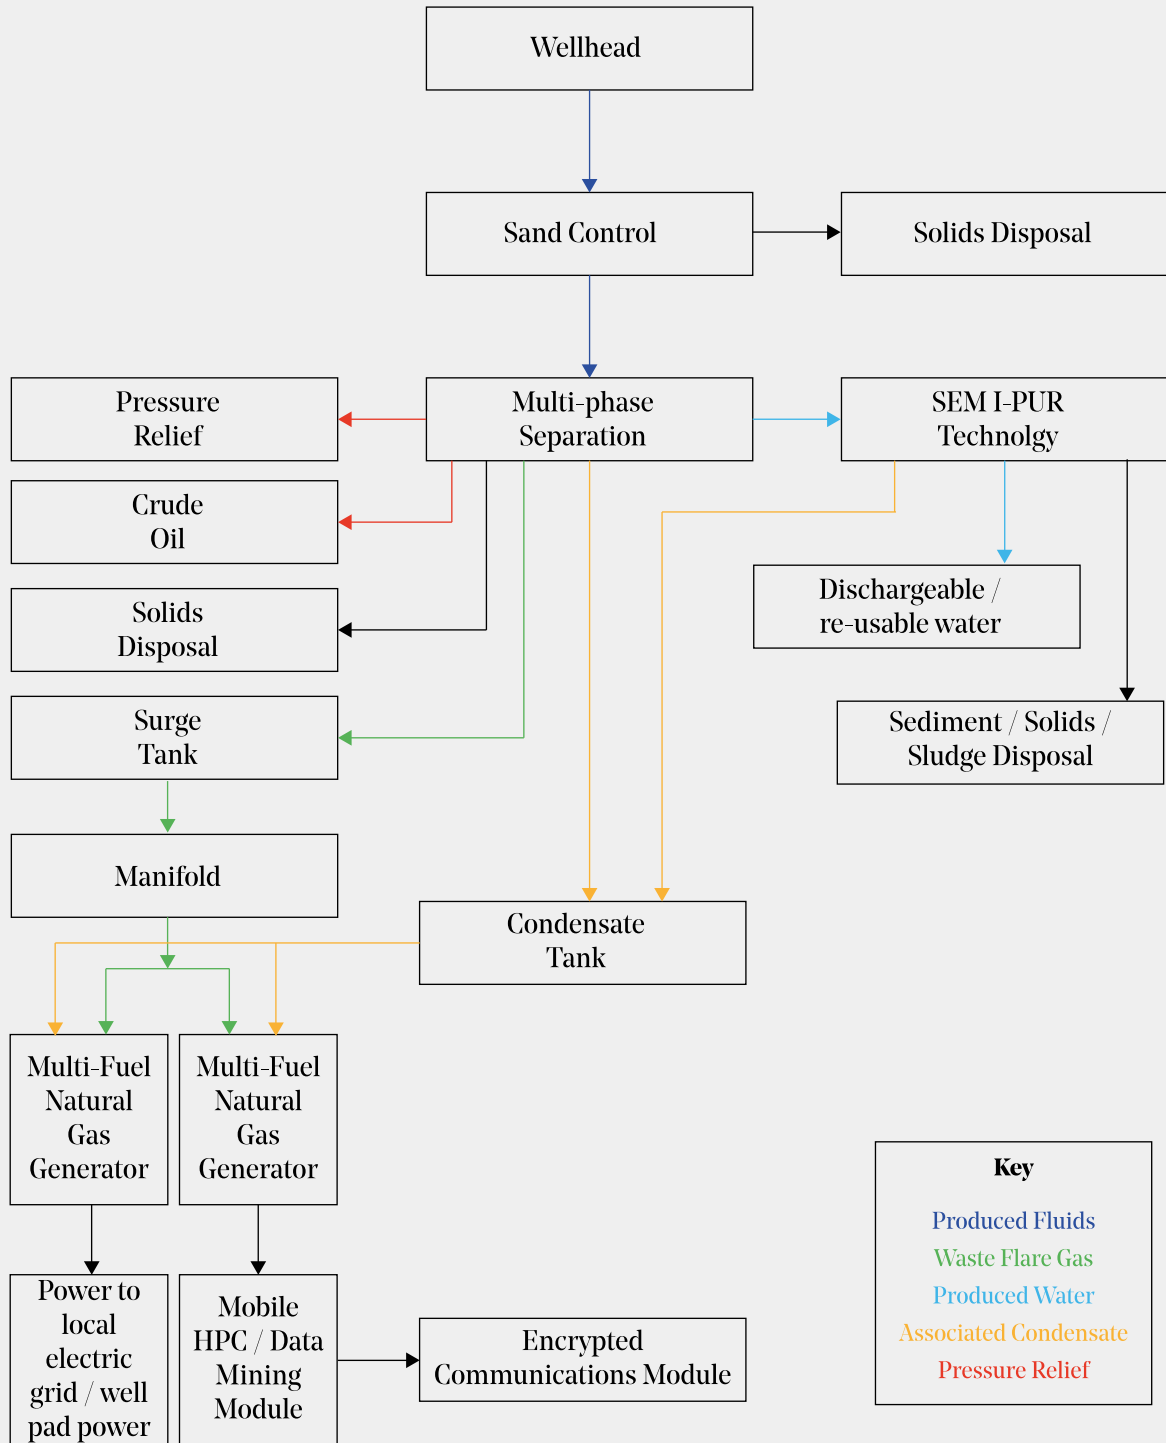 Wellhead
Sand Control
Solids Disposal
Pressure
Relief
Multi-phase
Separation
SEM I-PUR
Technolgy
Crude
Oil
Dischargeable /
re-usable water
Solids
Disposal
Surge
Tank
Sediment / Solids /
Sludge Disposal
Manifold
Condensate
Tank
Multi-Fuel
Natural
Gas
Generator
Multi-Fuel
Natural
Gas
Generator
Power to
local
electric
grid / well
pad power
Mobile
HPC / Data
Mining
Module
Encrypted
Communications Module
Key
Produced Fluids
Waste Flare Gas
Produced Water
Associated Condensate
Pressure Relief